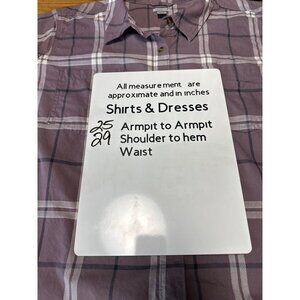 All measurement are
approximate and in inches
Shirts & Dresses
25 Armpit to Armpit
29 Shoulder to hem
Waist